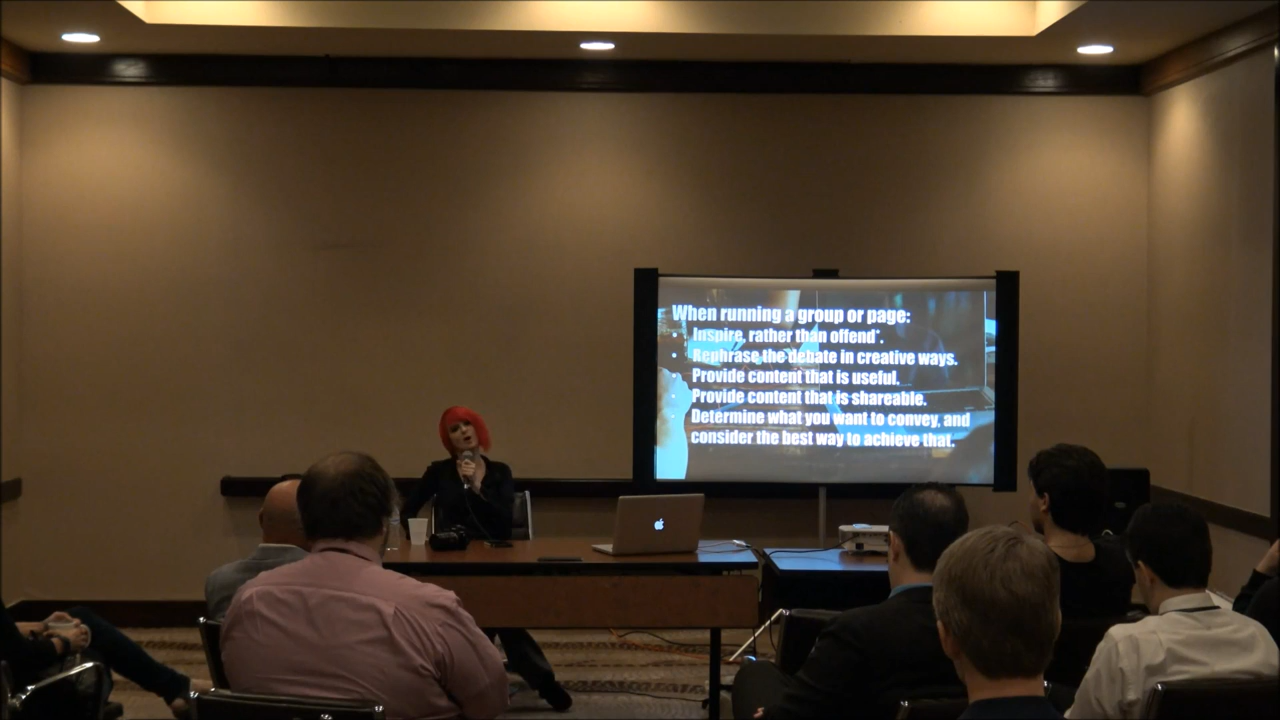 When running a group or page:
• Inspire, rather than offend*.
• Rephrase the debate in creative ways.
• Provide content that is useful.
• Provide content that is shareable.
• Determine what you want to convey, and
consider the best way to achieve that.